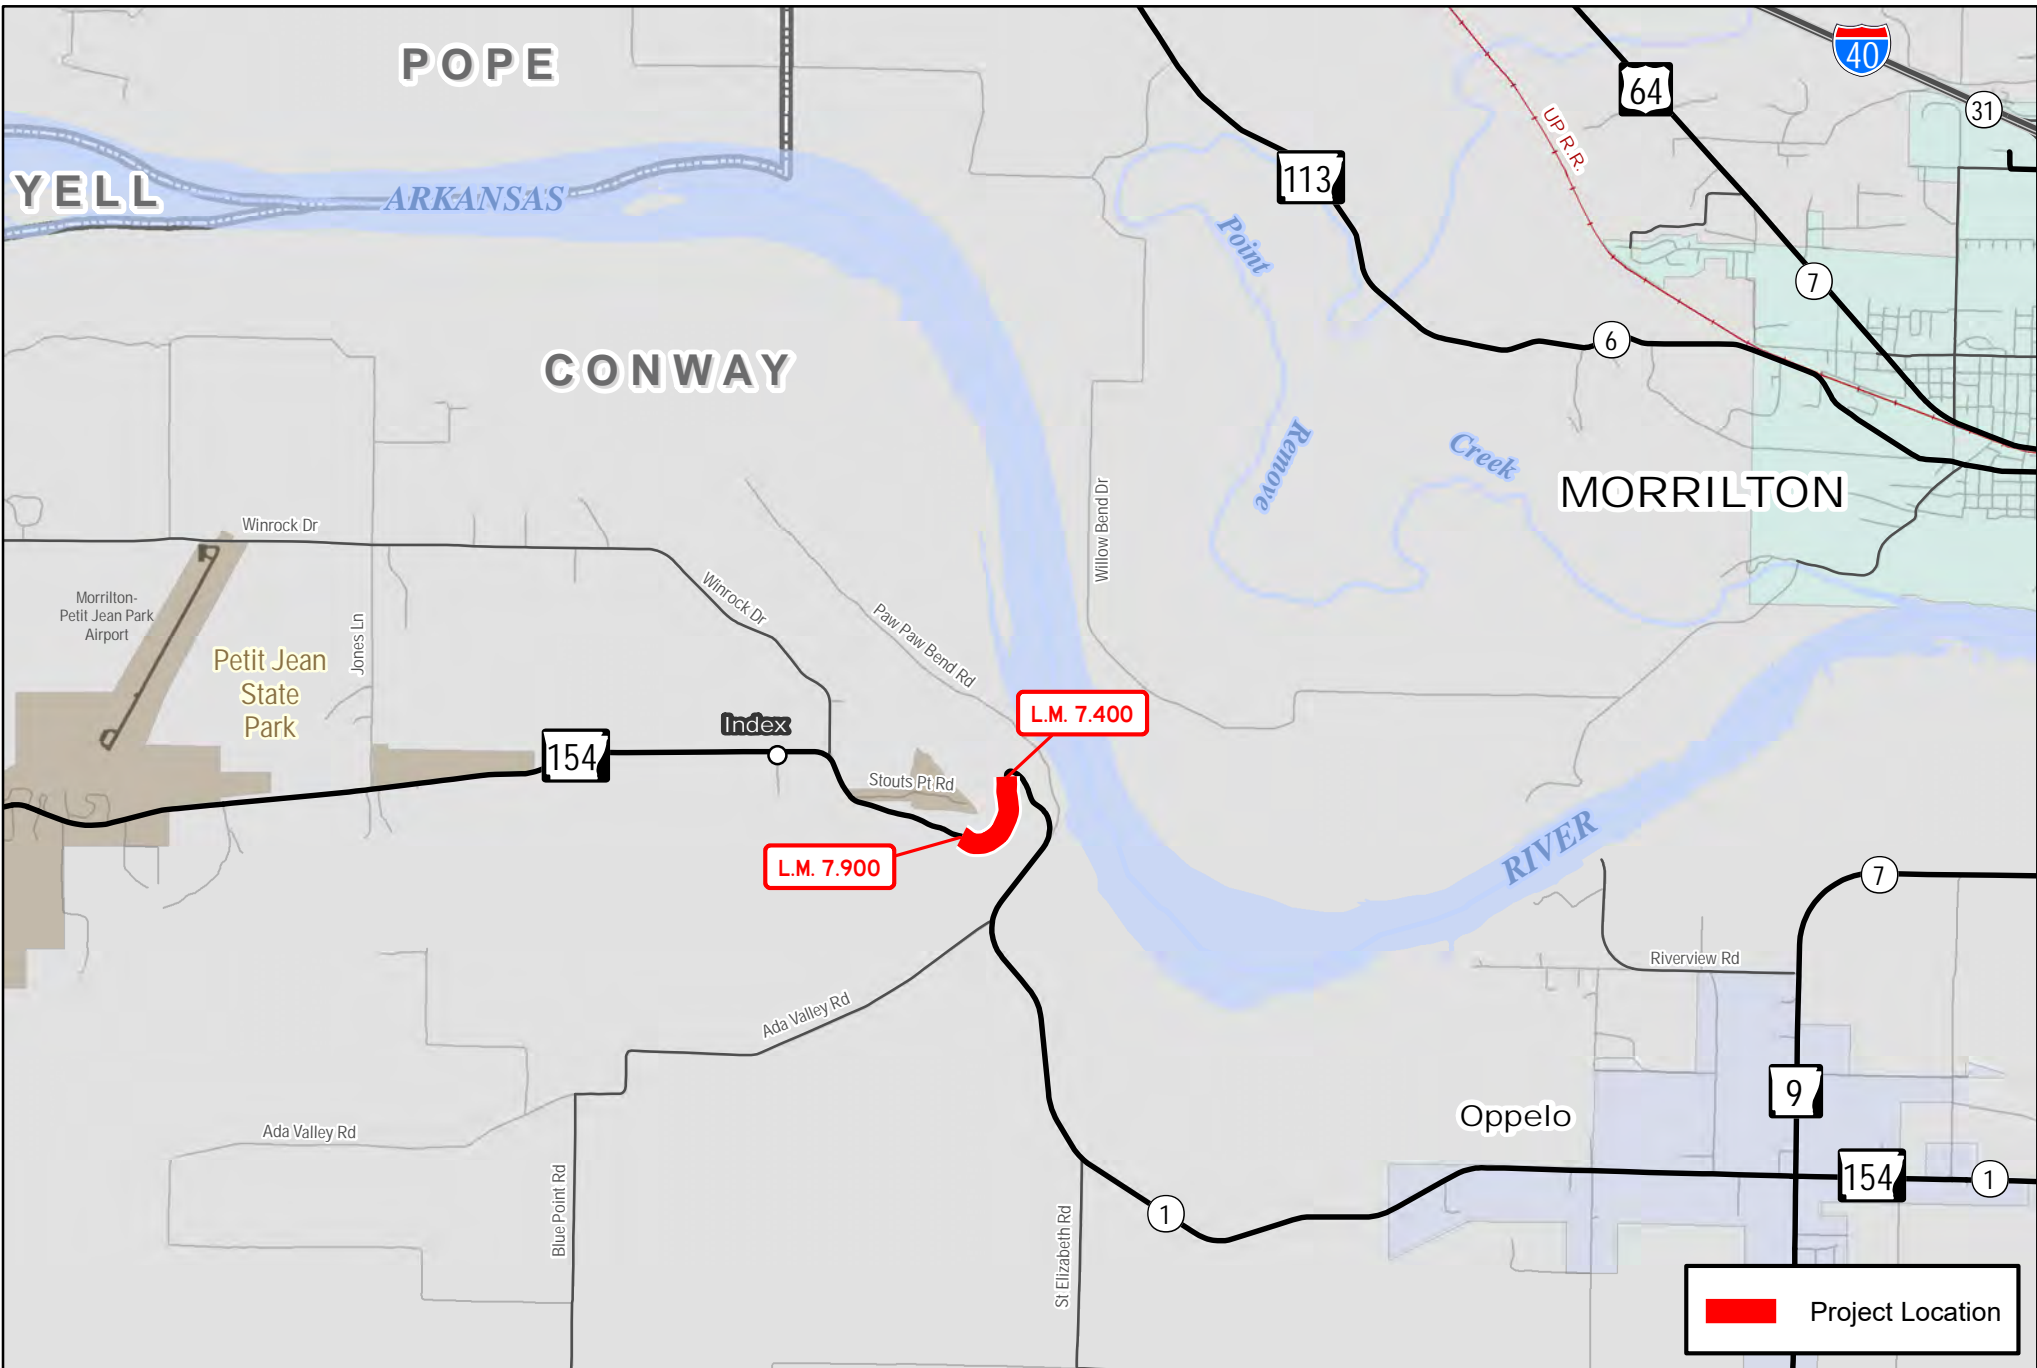 POPE
40
64
31
UP R.R.
YELL
ARKANSAS
113
Point
7
6
CONWAY
Remove
Creek
MORRILTON
Winrock Dr
Willow Bend Dr
Winrock Dr
Morrilton-
Petit Jean Park
Airport
Jones Ln
Paw Paw Bend Rd
Petit Jean
State
Park
L.M. 7.400
Index
154
Stouts Pt Rd
L.M. 7.900
RIVER
7
Riverview Rd
Ada Valley Rd
9
Oppelo
Ada Valley Rd
154
1
Blue Point Rd
St Elizabeth Rd
1
Project Location